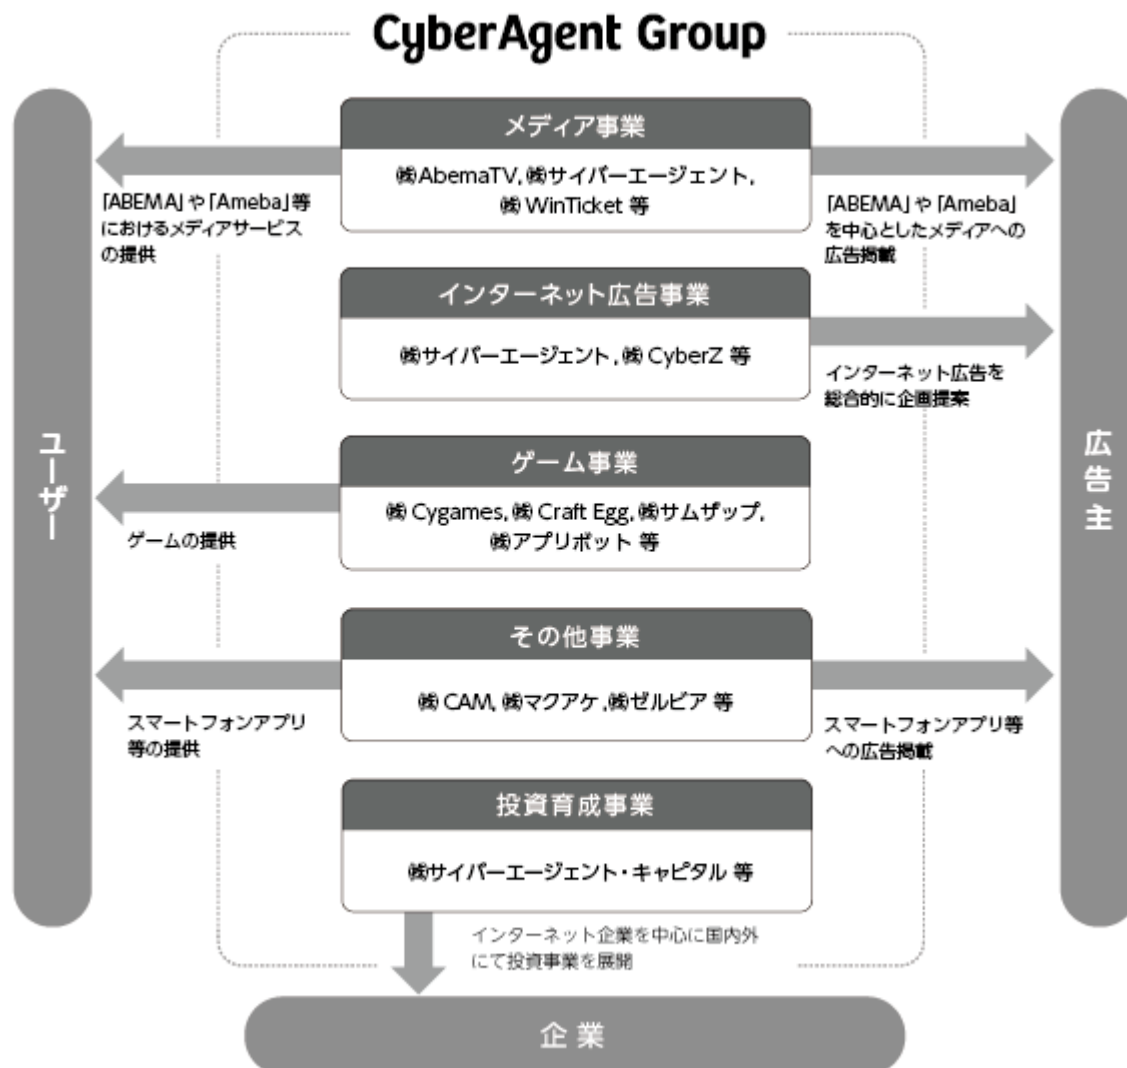 CyberAgent Group
メディア事業
㈱AbemaTV, ㈱サイバーエージェント,
㈱ WinTicket 等
「ABEMA」や「Ameba」等
におけるメディアサービス
の提供
「ABEMA」や「Ameba」
を中心としたメディアへの
広告掲載
インターネット広告事業
㈱サイバーエージェント, ㈱ CyberZ 等
インターネット広告を
総合的に企画提案
ユーザー
広告主
ゲーム事業
㈱ Cygames, ㈱ Craft Egg, ㈱サムザップ,
㈱アプリボット 等
ゲームの提供
その他事業
㈱ CAM, ㈱マクアケ, ㈱ゼルビア 等
スマートフォンアプリ
等の提供
スマートフォンアプリ等
への広告掲載
投資育成事業
㈱サイバーエージェント・キャピタル 等
インターネット企業を中心に国内外
にて投資事業を展開
企業